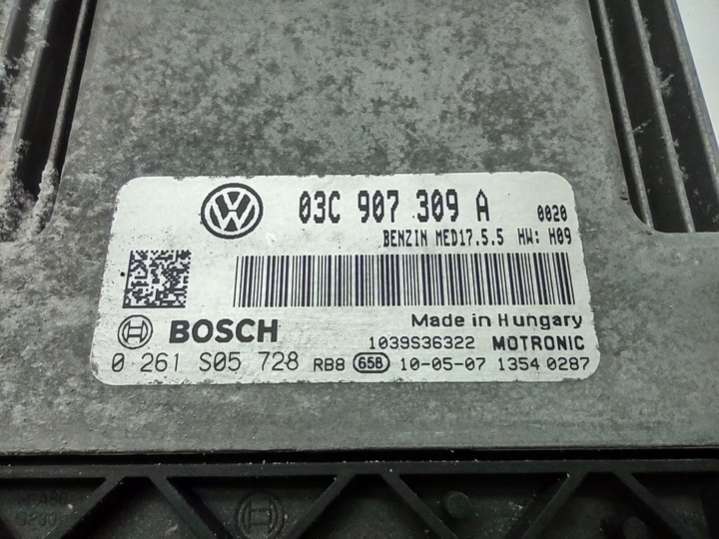 03C 907 309 A 0020
BENZIN MED17.5.5 HW: H09
BOSCH Made in Hungary
1039S36322 MOTRONIC
0 261 S05 728 RB8 658 10-05-07 1354 0287